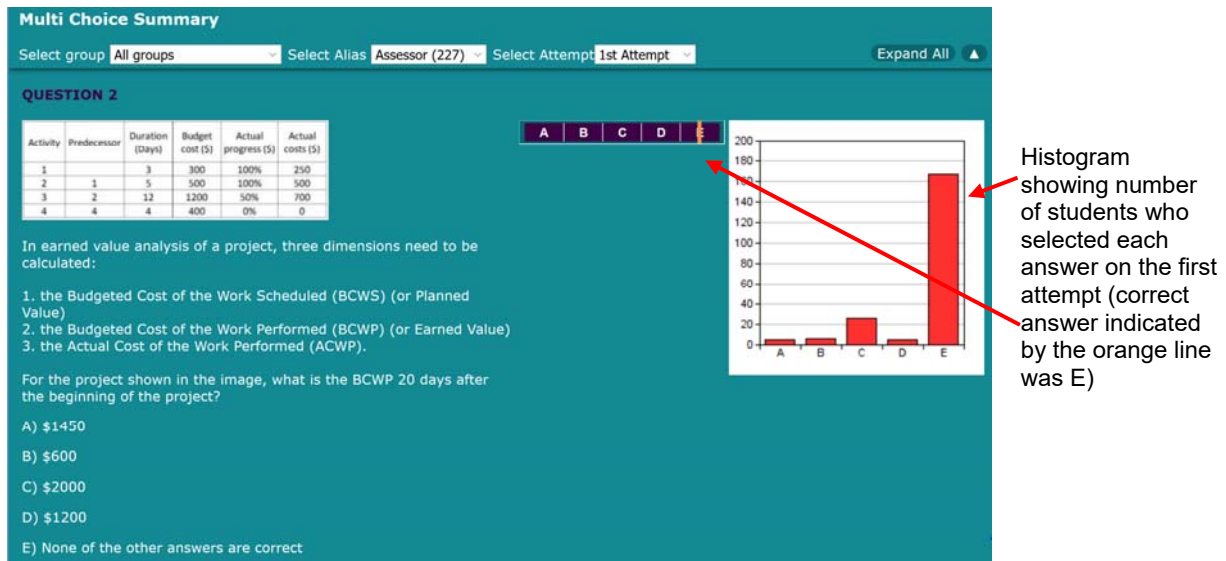 Multi Choice Summary
Select group All groups Select Alias Assessor (227) Select Attempt 1st Attempt Expand All ▲
QUESTION 2
Activity Predecessor Duration (Days) Budget cost ($) Actual progress ($) Actual costs ($)
1 3 300 100% 250
2 1 5 500 100% 500
3 2 12 1200 50% 700
4 4 4 400 0% 0
A B C D E
In earned value analysis of a project, three dimensions need to be
calculated:
1. the Budgeted Cost of the Work Scheduled (BCWS) (or Planned
Value)
2. the Budgeted Cost of the Work Performed (BCWP) (or Earned Value)
3. the Actual Cost of the Work Performed (ACWP).
For the project shown in the image, what is the BCWP 20 days after
the beginning of the project?
A) $1450
B) $600
C) $2000
D) $1200
E) None of the other answers are correct
200
180
160
140
120
100
80
60
40
20
0
A B C D E
Histogram
showing number
of students who
selected each
answer on the first
attempt (correct
answer indicated
by the orange line
was E)